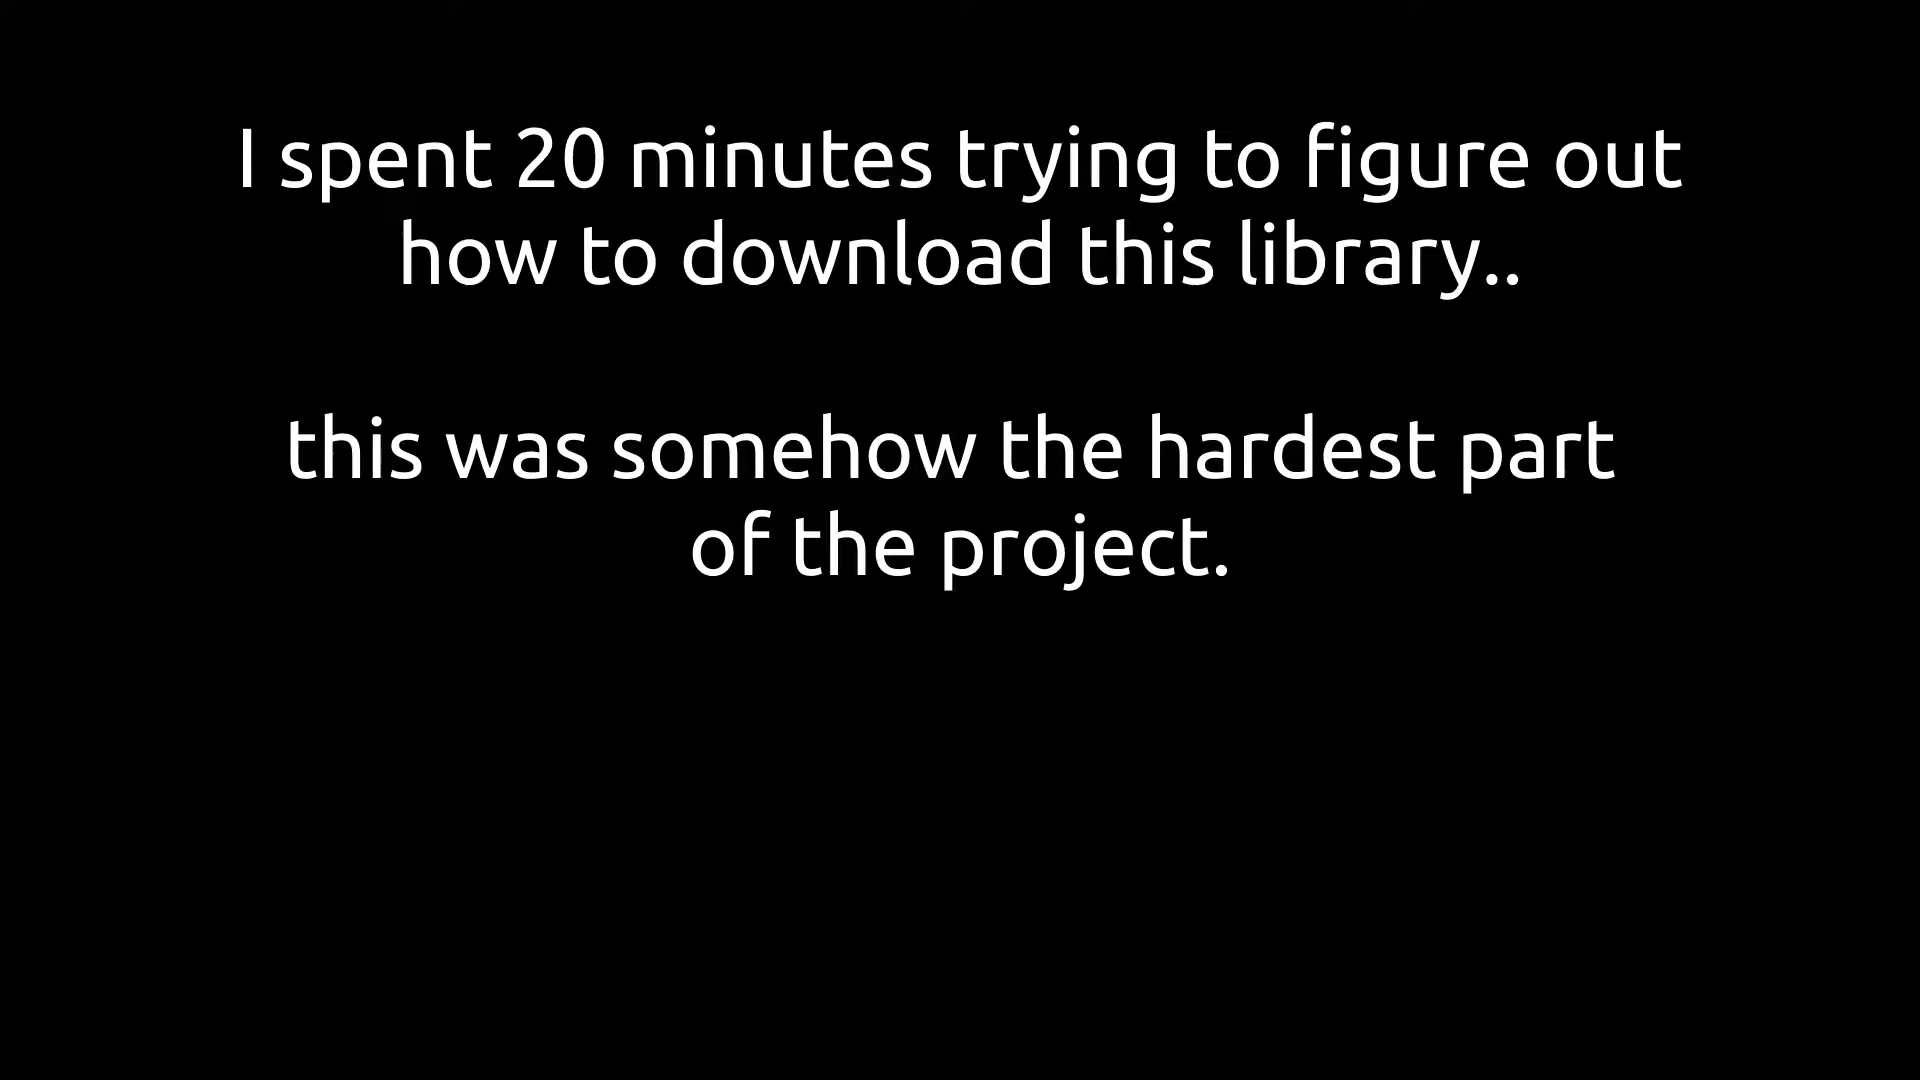 I spent 20 minutes trying to figure out
how to download this library..
this was somehow the hardest part
of the project.